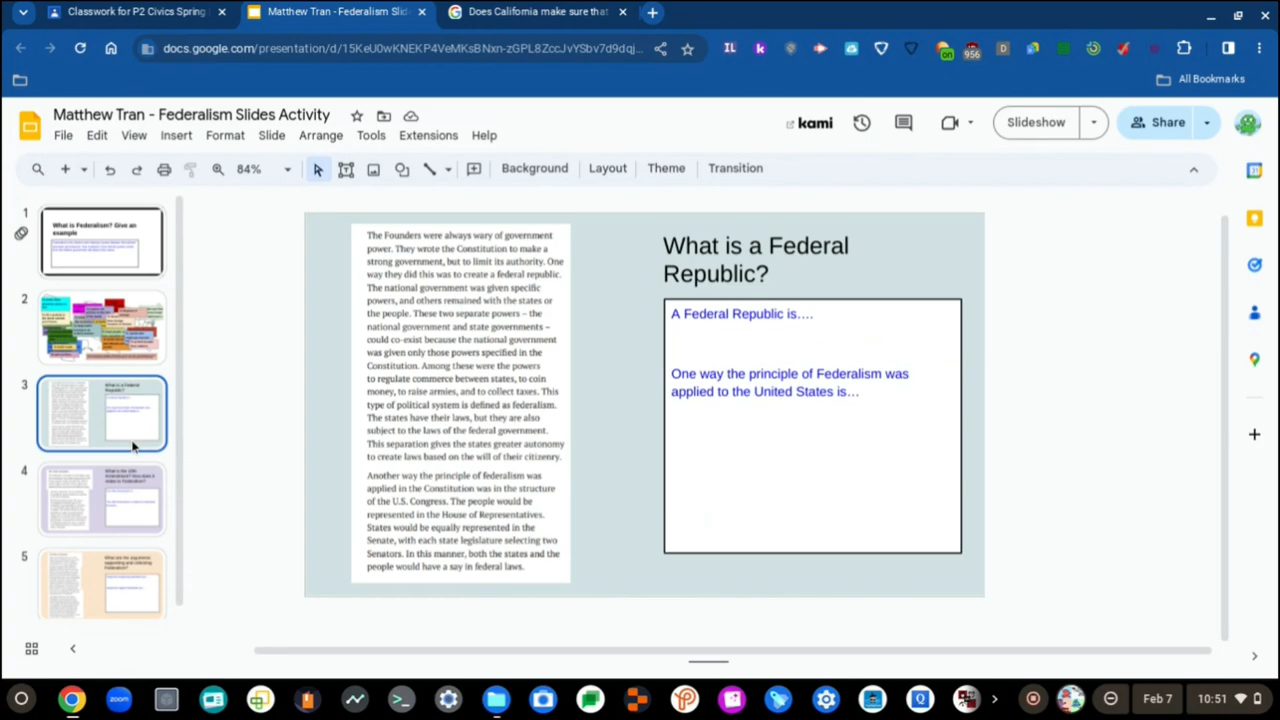 Classwork for P2 Civics Spring
Matthew Tran - Federalism Slid
Does California make sure that
docs.google.com/presentation/d/15KeU0wKNEKP4VeMKsBNxn-zGPL8ZccJvYSbv7d9dqj...
All Bookmarks
Matthew Tran - Federalism Slides Activity
File Edit View Insert Format Slide Arrange Tools Extensions Help
kami
Slideshow
Share
84%
Background Layout Theme Transition
1
What is Federalism? Give an
example
2
3
4
5
The Founders were always wary of government
power. They wrote the Constitution to make a
strong government, but to limit its authority. One
way they did this was to create a federal republic.
The national government was given specific
powers, and others remained with the states or
the people. These two separate powers – the
national government and state governments –
could co-exist because the national government
was given only those powers specified in the
Constitution. Among these were the powers
to regulate commerce between states, to coin
money, to raise armies, and to collect taxes. This
type of political system is defined as federalism.
The states have their laws, but they are also
subject to the laws of the federal government.
This separation gives the states greater autonomy
to create laws based on the will of their citizenry.
Another way the principle of federalism was
applied in the Constitution was in the structure
of the U.S. Congress. The people would be
represented in the House of Representatives.
States would be equally represented in the
Senate, with each state legislature selecting two
Senators. In this manner, both the states and the
people would have a say in federal laws.
What is a Federal
Republic?
A Federal Republic is....
One way the principle of Federalism was
applied to the United States is…
zoom
Feb 7
10:51